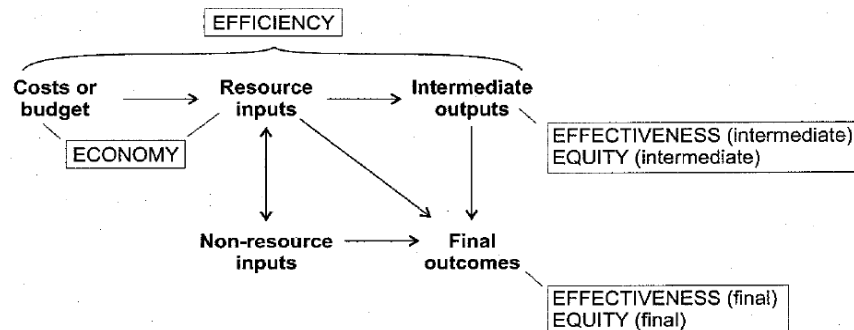 EFFICIENCY
Costs or
budget
Resource
inputs
Intermediate
outputs
ECONOMY
EFFECTIVENESS (intermediate)
EQUITY (intermediate)
Non-resource
inputs
Final
outcomes
EFFECTIVENESS (final)
EQUITY (final)